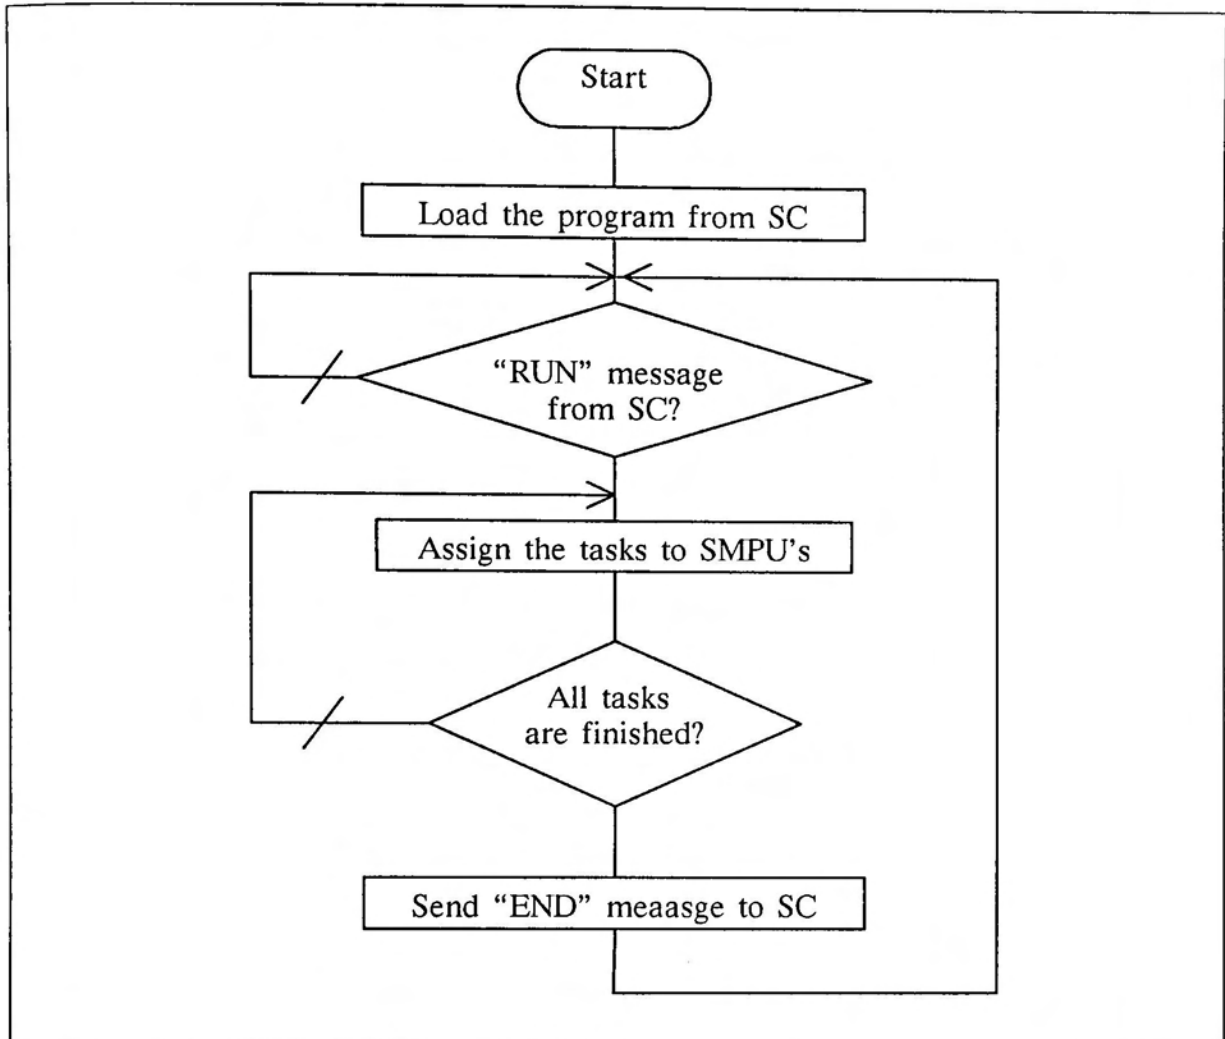 Start
Load the program from SC
“RUN” message
from SC?
Assign the tasks to SMPU's
All tasks
are finished?
Send “END” meaasge to SC